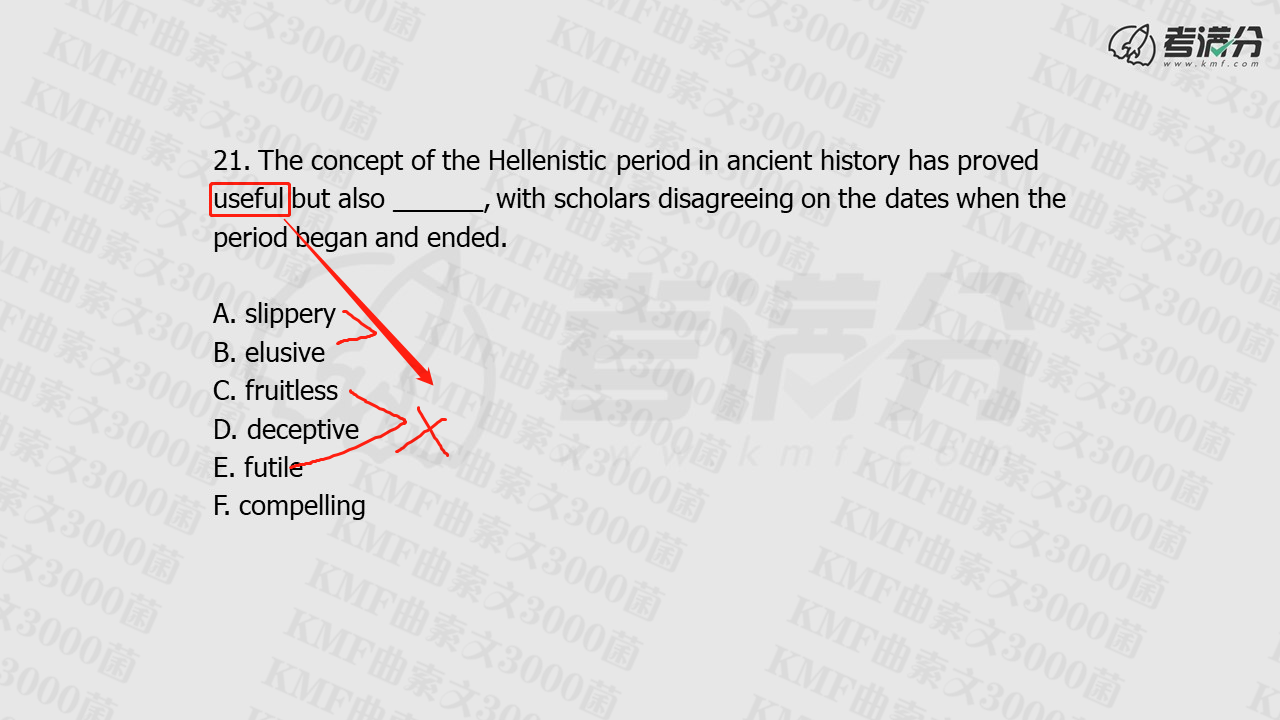 考满分
www.kmf.com
21. The concept of the Hellenistic period in ancient history has proved
useful but also _______, with scholars disagreeing on the dates when the
period began and ended.
A. slippery
B. elusive
C. fruitless
D. deceptive
E. futile
F. compelling
KMF曲索文3000菌